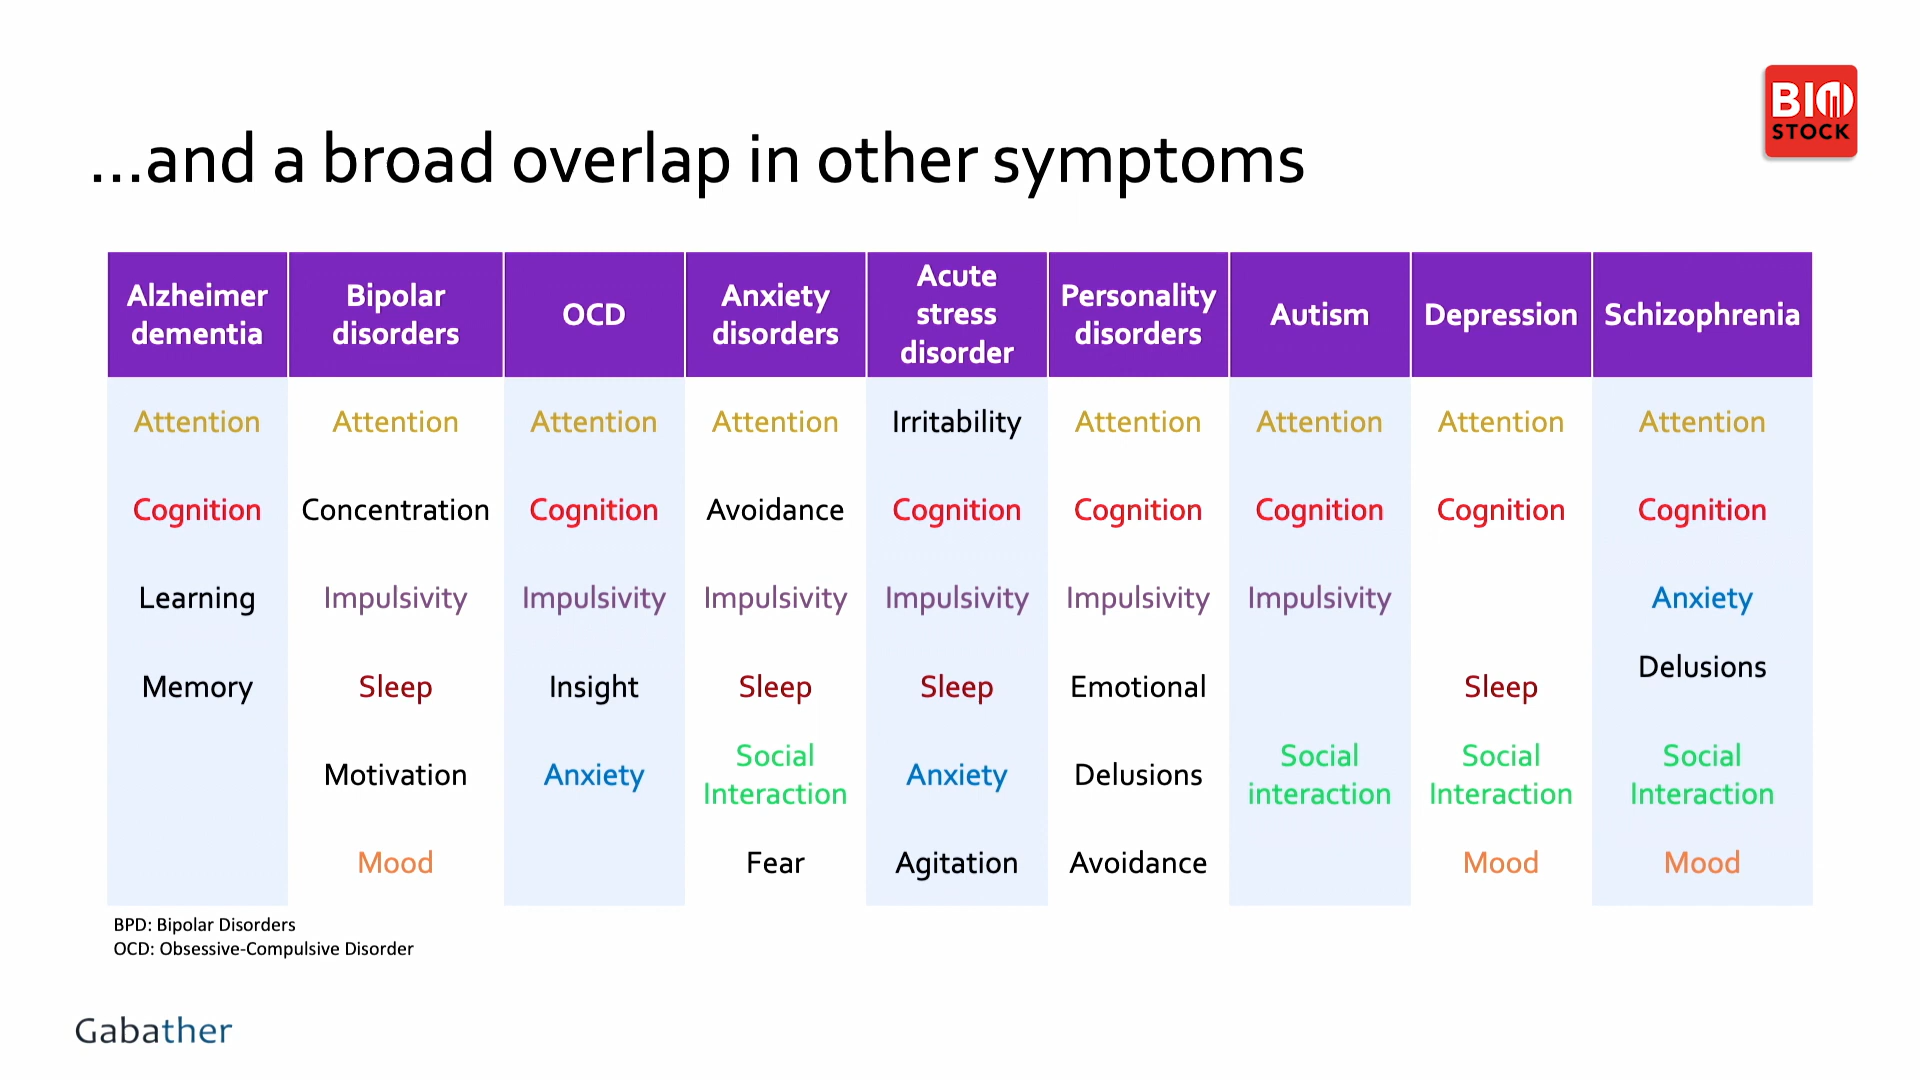 BIO
STOCK
...and a broad overlap in other symptoms
Alzheimer dementia Bipolar disorders OCD Anxiety disorders Acute stress disorder Personality disorders Autism Depression Schizophrenia
Attention Attention Attention Attention Irritability Attention Attention Attention Attention
Cognition Concentration Cognition Avoidance Cognition Cognition Cognition Cognition Cognition
Learning Impulsivity Impulsivity Impulsivity Impulsivity Impulsivity Impulsivity Anxiety
Memory Sleep Insight Sleep Sleep Emotional Sleep Delusions
Motivation Anxiety Social Interaction Anxiety Delusions Social interaction Social Interaction Social Interaction
Mood Fear Agitation Avoidance Mood Mood
BPD: Bipolar Disorders
OCD: Obsessive-Compulsive Disorder
Gabather